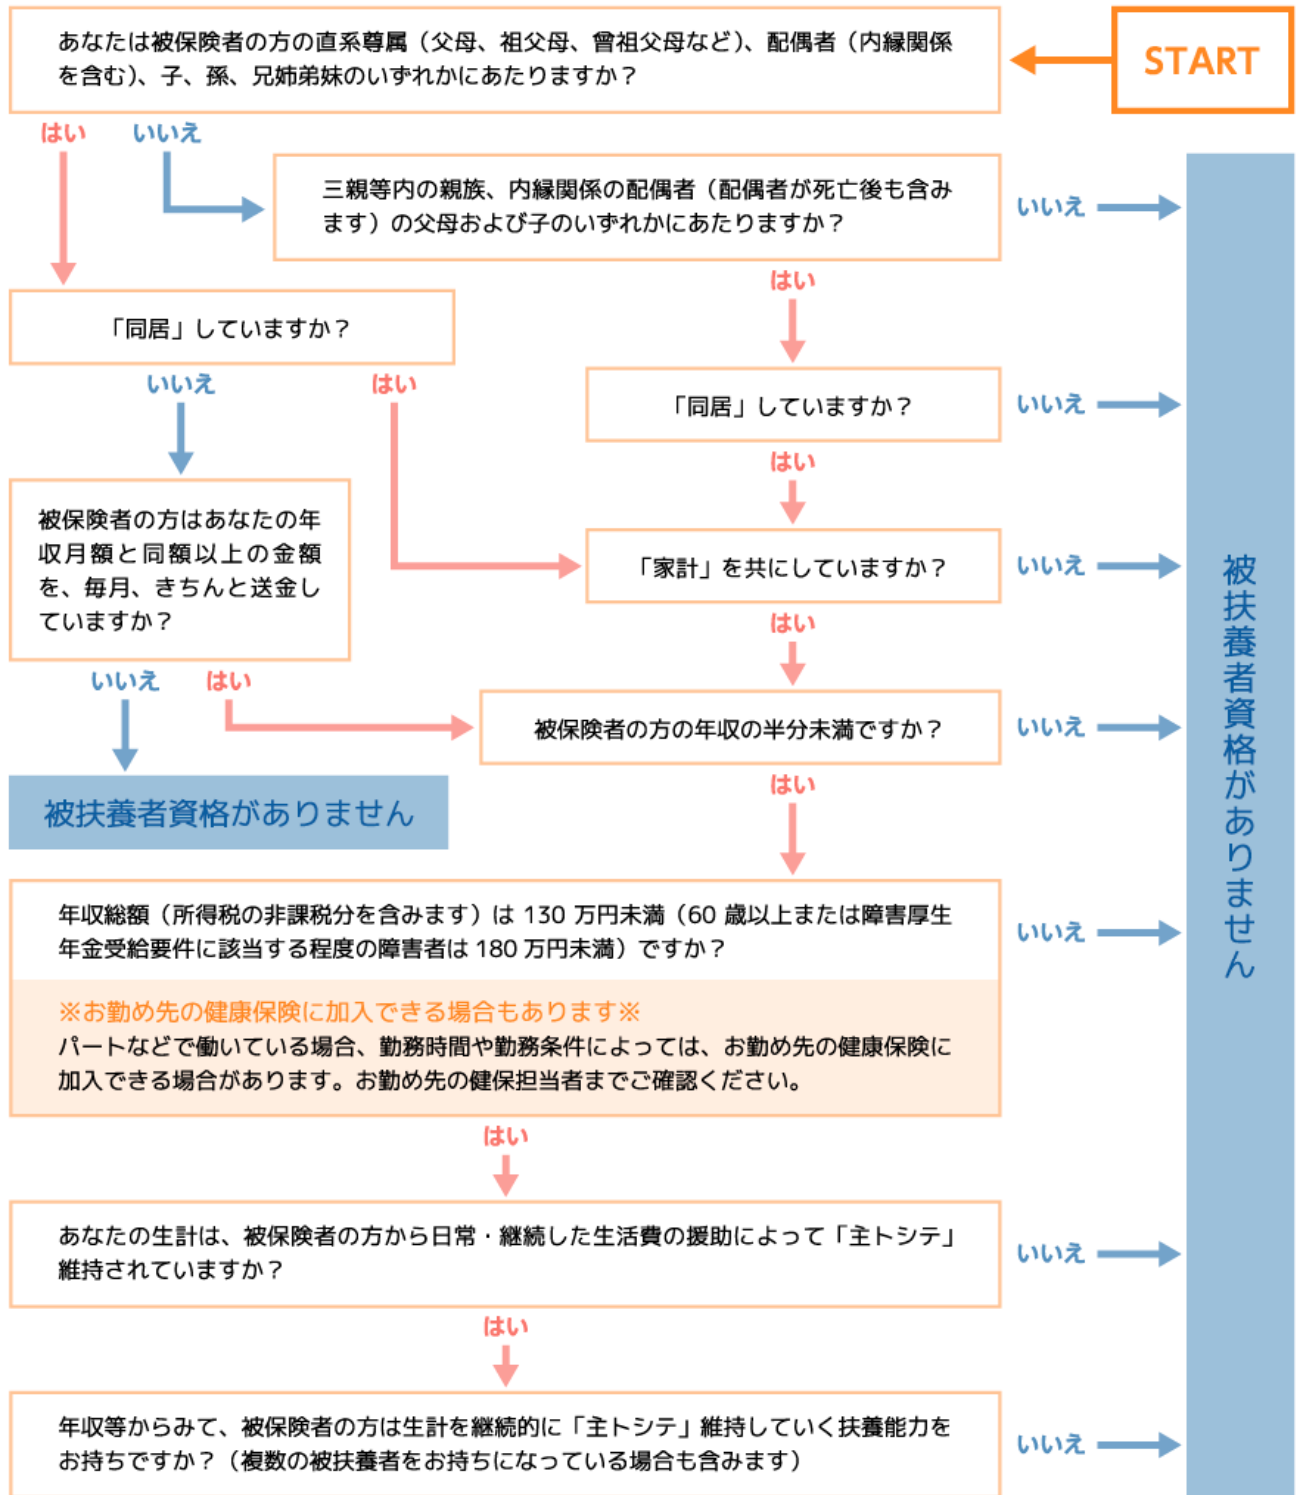 あなたは被保険者の方の直系尊属（父母、祖父母、曾祖父母など）、配偶者（内縁関係
を含む）、子、孫、兄姉弟妹のいずれかにあたりますか？
START
はい
いいえ
三親等内の親族、内縁関係の配偶者（配偶者が死亡後も含み
ます）の父母および子のいずれかにあたりますか？
いいえ
はい
「同居」していますか？
いいえ
はい
「同居」していますか？
いいえ
はい
被保険者の方はあなたの年
収月額と同額以上の金額
を、毎月、きちんと送金し
ていますか？
「家計」を共にしていますか？
いいえ
はい
いいえ
はい
被保険者の方の年収の半分未満ですか？
いいえ
はい
被扶養者資格がありません
被扶養者資格がありません
年収総額（所得税の非課税分を含みます）は 130 万円未満（60 歳以上または障害厚生
年金受給要件に該当する程度の障害者は 180 万円未満）ですか？
いいえ
※お勤め先の健康保険に加入できる場合もあります※
パートなどで働いている場合、勤務時間や勤務条件によっては、お勤め先の健康保険に
加入できる場合があります。お勤め先の健保担当者までご確認ください。
はい
あなたの生計は、被保険者の方から日常・継続した生活費の援助によって「主トシテ」
維持されていますか？
いいえ
はい
年収等からみて、被保険者の方は生計を継続的に「主トシテ」維持していく扶養能力を
お持ちですか？（複数の被扶養者をお持ちになっている場合も含みます）
いいえ